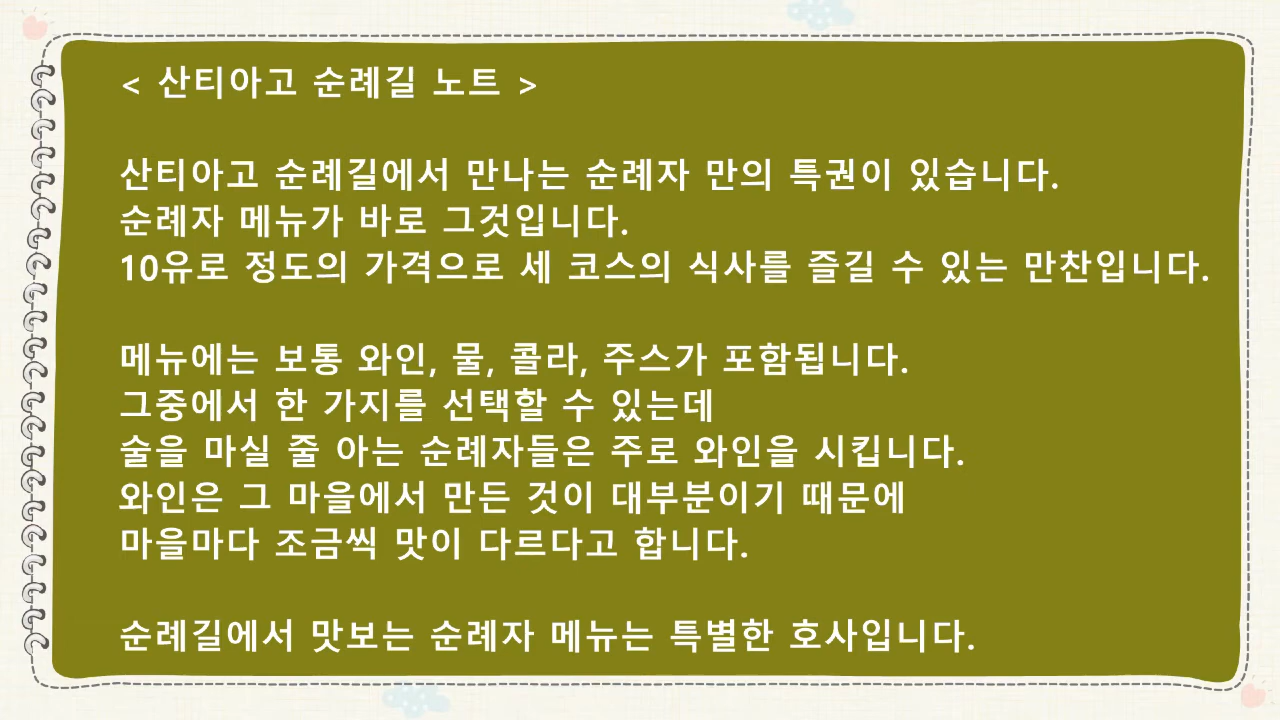 < 산티아고 순례길 노트 >
산티아고 순례길에서 만나는 순례자 만의 특권이 있습니다.
순례자 메뉴가 바로 그것입니다.
10유로 정도의 가격으로 세 코스의 식사를 즐길 수 있는 만찬입니다.
메뉴에는 보통 와인, 물, 콜라, 주스가 포함됩니다.
그중에서 한 가지를 선택할 수 있는데
술을 마실 줄 아는 순례자들은 주로 와인을 시킵니다.
와인은 그 마을에서 만든 것이 대부분이기 때문에
마을마다 조금씩 맛이 다르다고 합니다.
순례길에서 맛보는 순례자 메뉴는 특별한 호사입니다.